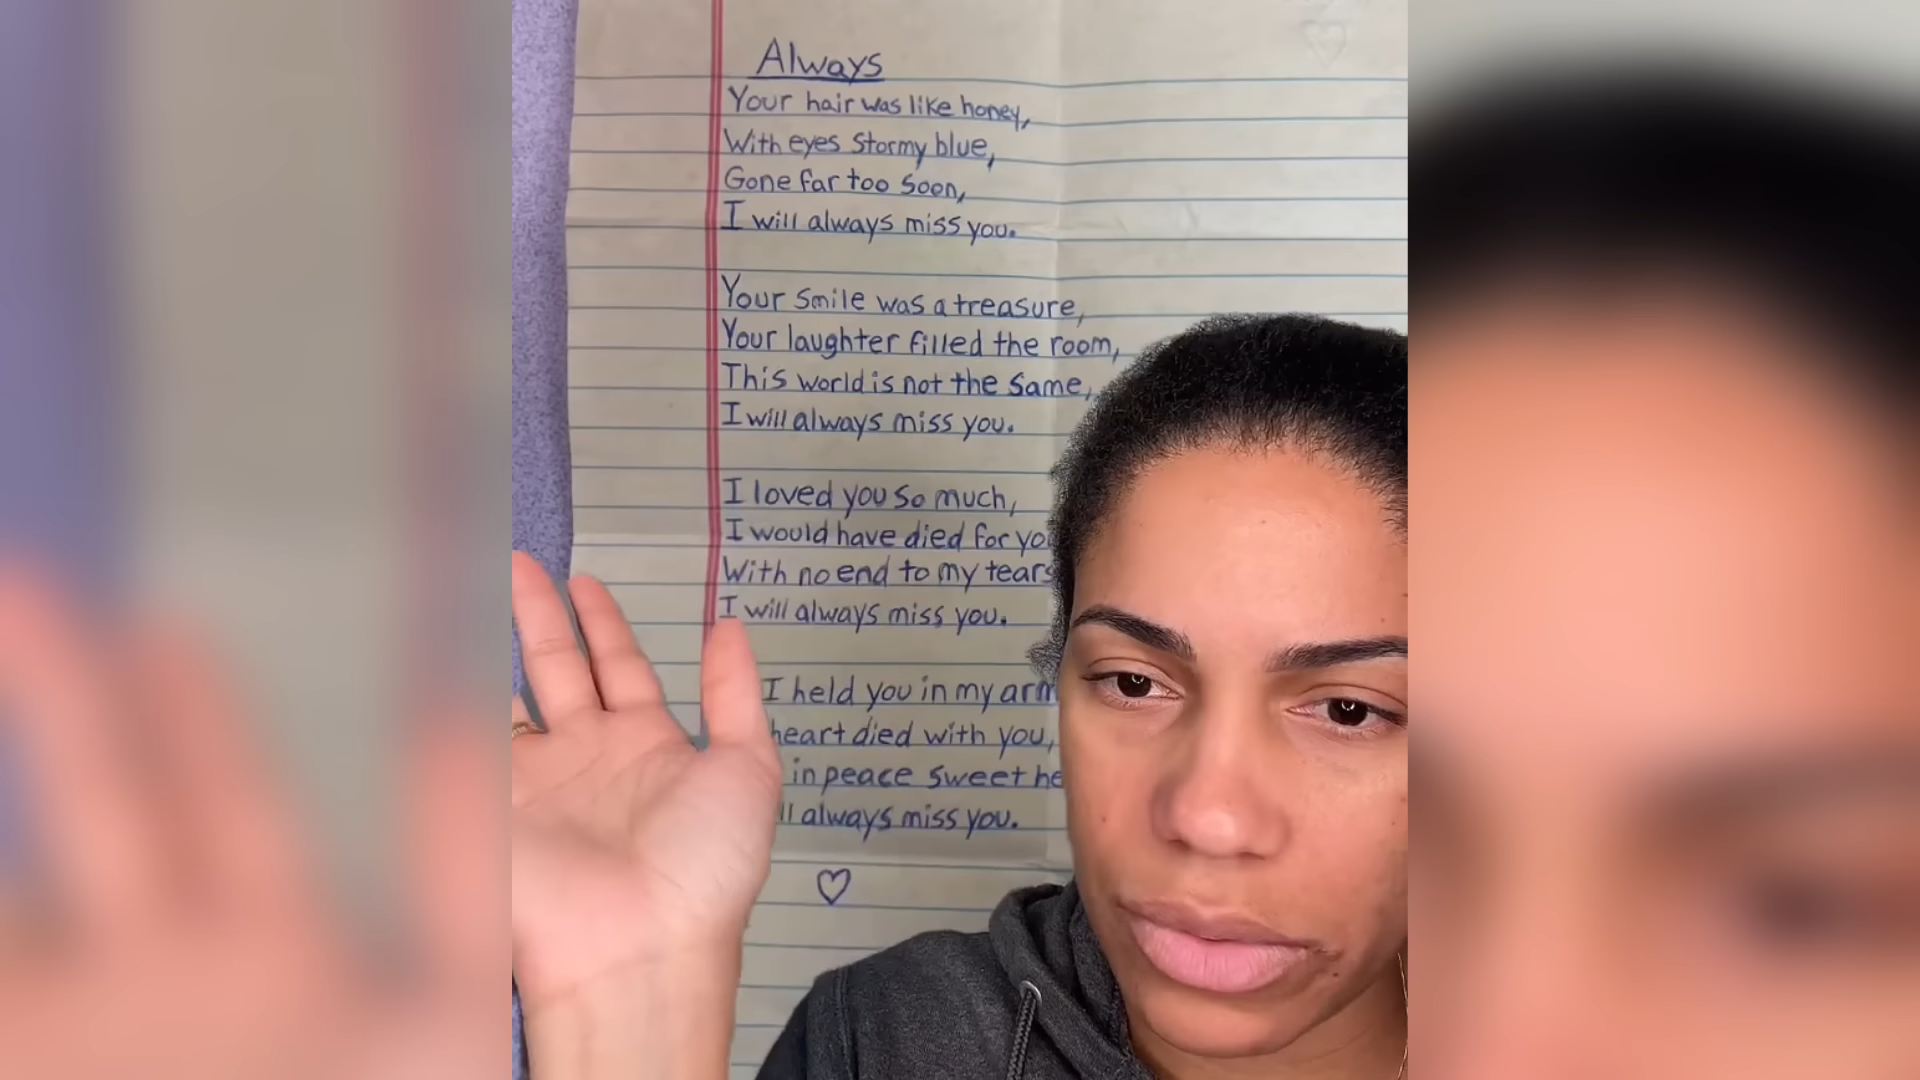 Always
Your hair was like honey,
With eyes Stormy blue,
Gone far too Soon,
I will always miss you.
Your Smile was a treasure,
Your laughter filled the room,
This world is not the Same,
I will always miss you.
I loved you So much,
I would have died for
With no end to my tears
I will always miss you.
I held you in my
heart died with you,
in peace Sweet
always miss you.